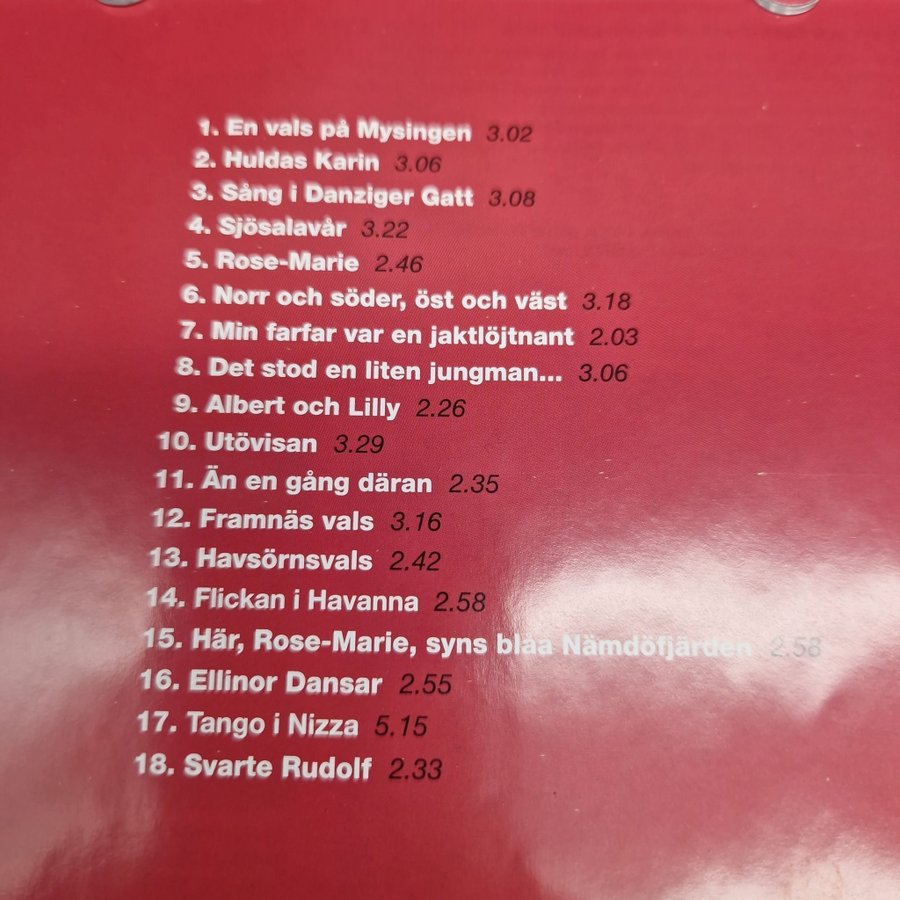 1. En vals på Mysingen 3.02
2. Huldas Karin 3.06
3. Sång i Danziger Gatt 3.08
4. Sjösalavår 3.22
5. Rose-Marie 2.46
6. Norr och söder, öst och väst 3.18
7. Min farfar var en jaktlöjtnant 2.03
8. Det stod en liten jungman... 3.06
9. Albert och Lilly 2.26
10. Utövisan 3.29
11. Än en gång däran 2.35
12. Framnäs vals 3.16
13. Havsörnsvals 2.42
14. Flickan i Havanna 2.58
15. Här, Rose-Marie, syns blåa Nämdöfjärden 2.58
16. Ellinor Dansar 2.55
17. Tango i Nizza 5.15
18. Svarte Rudolf 2.33